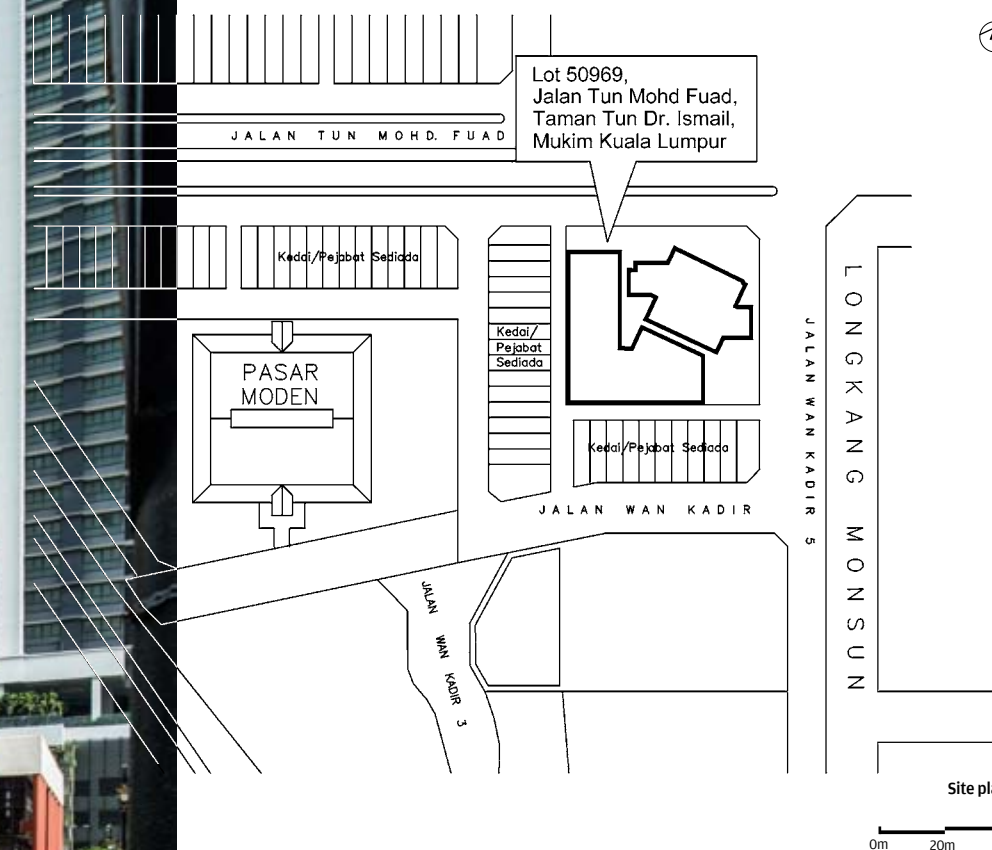 Lot 50969,
Jalan Tun Mohd Fuad,
Taman Tun Dr. Ismail,
Mukim Kuala Lumpur
JALAN TUN MOHD. FUAD
Kedai/Pejabat Sediada
Kedai/
Pejabat
Sediada
PASAR
MODEN
Kedai/Pejabat Sediada
JALAN WAN KADIR
JALAN WAN KADIR 5
LONGKANG MONSUN
JALAN WAN KADIR 3
Site
0m 20m